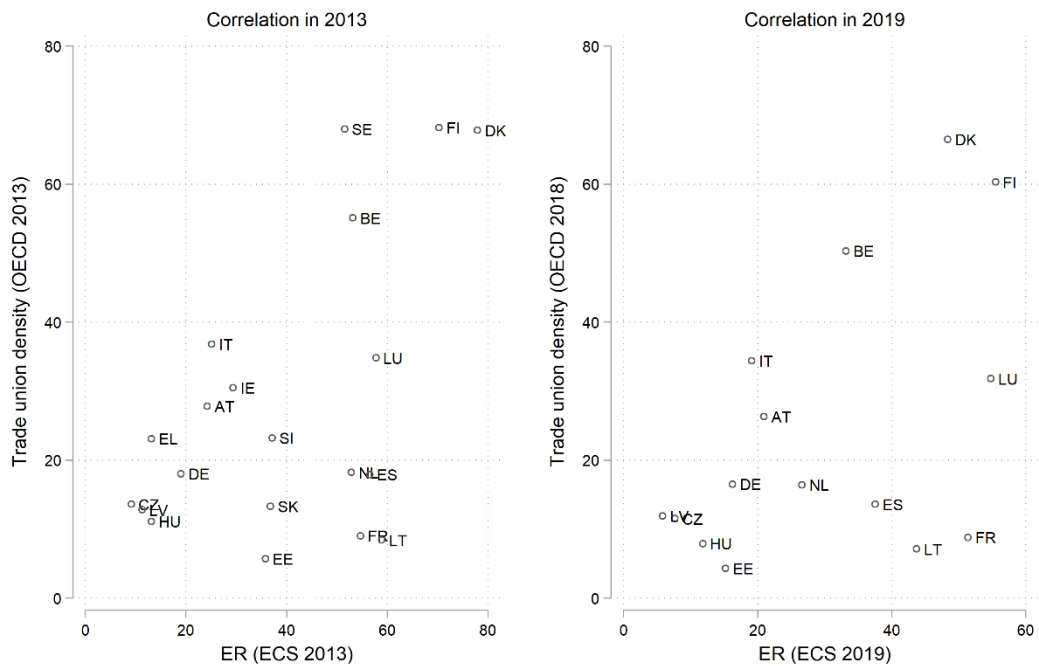 Correlation in 2013
Trade union density (OECD 2013)
80
60
40
20
0
SE
FI
DK
BE
IT
LU
IE
AT
EL
SI
DE
NL
ES
CZ
LV
SK
HU
FR
LT
EE
0 20 40 60 80
ER (ECS 2013)
Correlation in 2019
Trade union density (OECD 2018)
80
60
40
20
0
DK
FI
BE
IT
LU
AT
DE
NL
ES
LV
CZ
HU
FR
LT
EE
0 20 40 60
ER (ECS 2019)